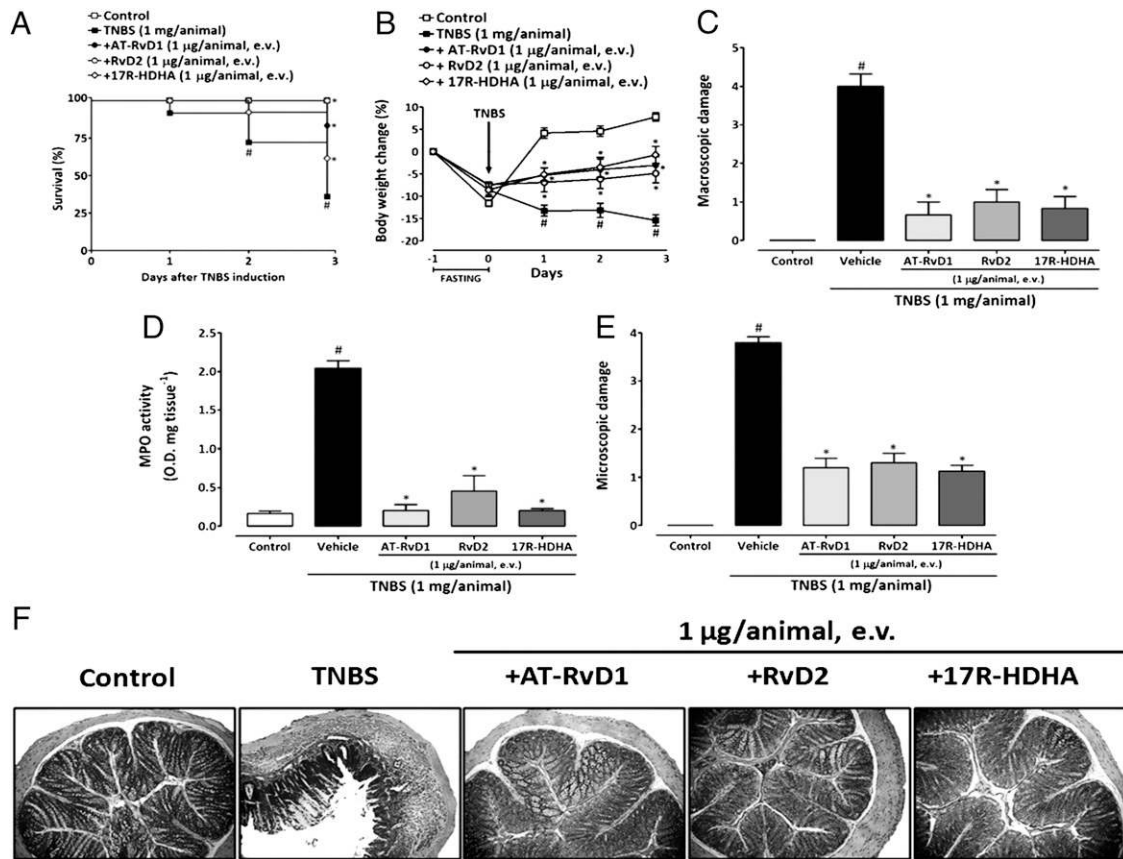 A
Control
TNBS (1 mg/animal)
+AT-RvD1 (1 µg/animal, e.v.)
+RvD2 (1 µg/animal, e.v.)
+17R-HDHA (1 µg/animal, e.v.)
Survival (%)
100
75
50
25
0
0 1 2 3
* * * # #
Days after TNBS induction
B
Control
TNBS (1 mg/animal)
+ AT-RvD1 (1 µg/animal, e.v.)
+ RvD2 (1 µg/animal, e.v.)
+ 17R-HDHA (1 µg/animal, e.v.)
TNBS
Body weight change (%)
10
5
0
-5
-10
-15
-20
* * * * * * * * *
# # #
-1 0 1 2 3
FASTING
Days
C
Macroscopic damage
5
4
3
2
1
0
# * * *
Control Vehicle AT-RvD1 RvD2 17R-HDHA
(1 µg/animal, e.v.)
TNBS (1 mg/animal)
D
MPO activity
(O.D. mg tissue⁻¹)
2.5
2.0
1.5
1.0
0.5
0.0
# * * *
Control Vehicle AT-RvD1 RvD2 17R-HDHA
(1 µg/animal, e.v.)
TNBS (1 mg/animal)
E
Microscopic damage
4
3
2
1
0
# * * *
Control Vehicle AT-RvD1 RvD2 17R-HDHA
(1 µg/animal, e.v.)
TNBS (1 mg/animal)
F
1 µg/animal, e.v.
Control TNBS +AT-RvD1 +RvD2 +17R-HDHA